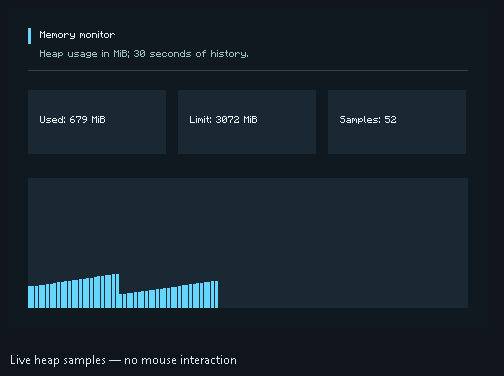 Memory monitor
Heap usage in MiB; 30 seconds of history.
Used: 679 MiB
Limit: 3072 MiB
Samples: 52
Live heap samples — no mouse interaction